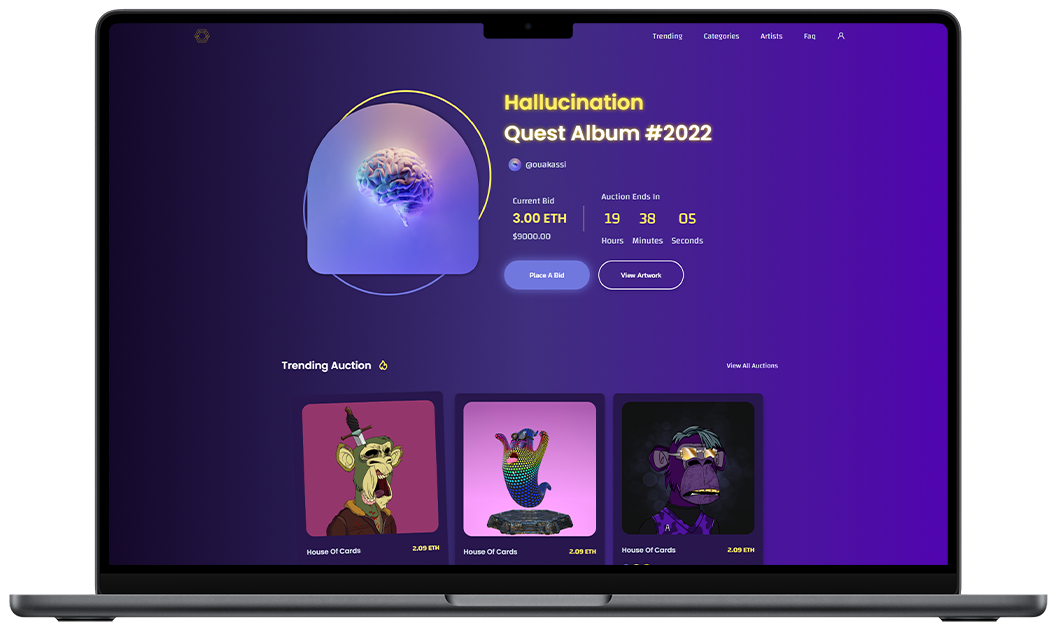 Trending Categories Artists Faq
Hallucination
Quest Album #2022
@ouakassi
Current Bid
3.00 ETH
$9000.00
Auction Ends In
19 38 05
Hours Minutes Seconds
Place A Bid View Artwork
Trending Auction View All Auctions
House Of Cards 2.09 ETH
House Of Cards 2.09 ETH
A
House Of Cards 2.09 ETH